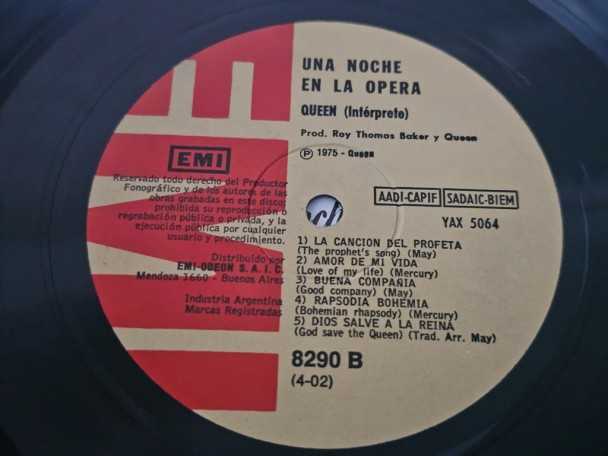 UNA NOCHE
EN LA OPERA
QUEEN (Intérprete)
Prod. Roy Thomas Baker y Queen
Ⓟ 1975 - Queen
EMI
Reservado todo derecho del Productor
Fonográfico y de los autores de las
obras grabadas en este disco;
prohibida su reproducción o
regrabación pública o privada, y la
ejecución pública por cualquier
usuario y procedimiento.
Distribuido por
EMI-ODEON S.A.I.C.
Mendoza 1660 - Buenos Aires
Industria Argentina
Marcas Registradas
AADI-CAPIF SADAIC-BIEM
YAX 5064
1) LA CANCION DEL PROFETA
(The prophet's song) (May)
2) AMOR DE MI VIDA
(Love of my life) (Mercury)
3) BUENA COMPAÑIA
(Good company) (May)
4) RAPSODIA BOHEMIA
(Bohemian rhapsody) (Mercury)
5) DIOS SALVE A LA REINA
(God save the Queen) (Trad. Arr. May)
8290 B
(4-02)